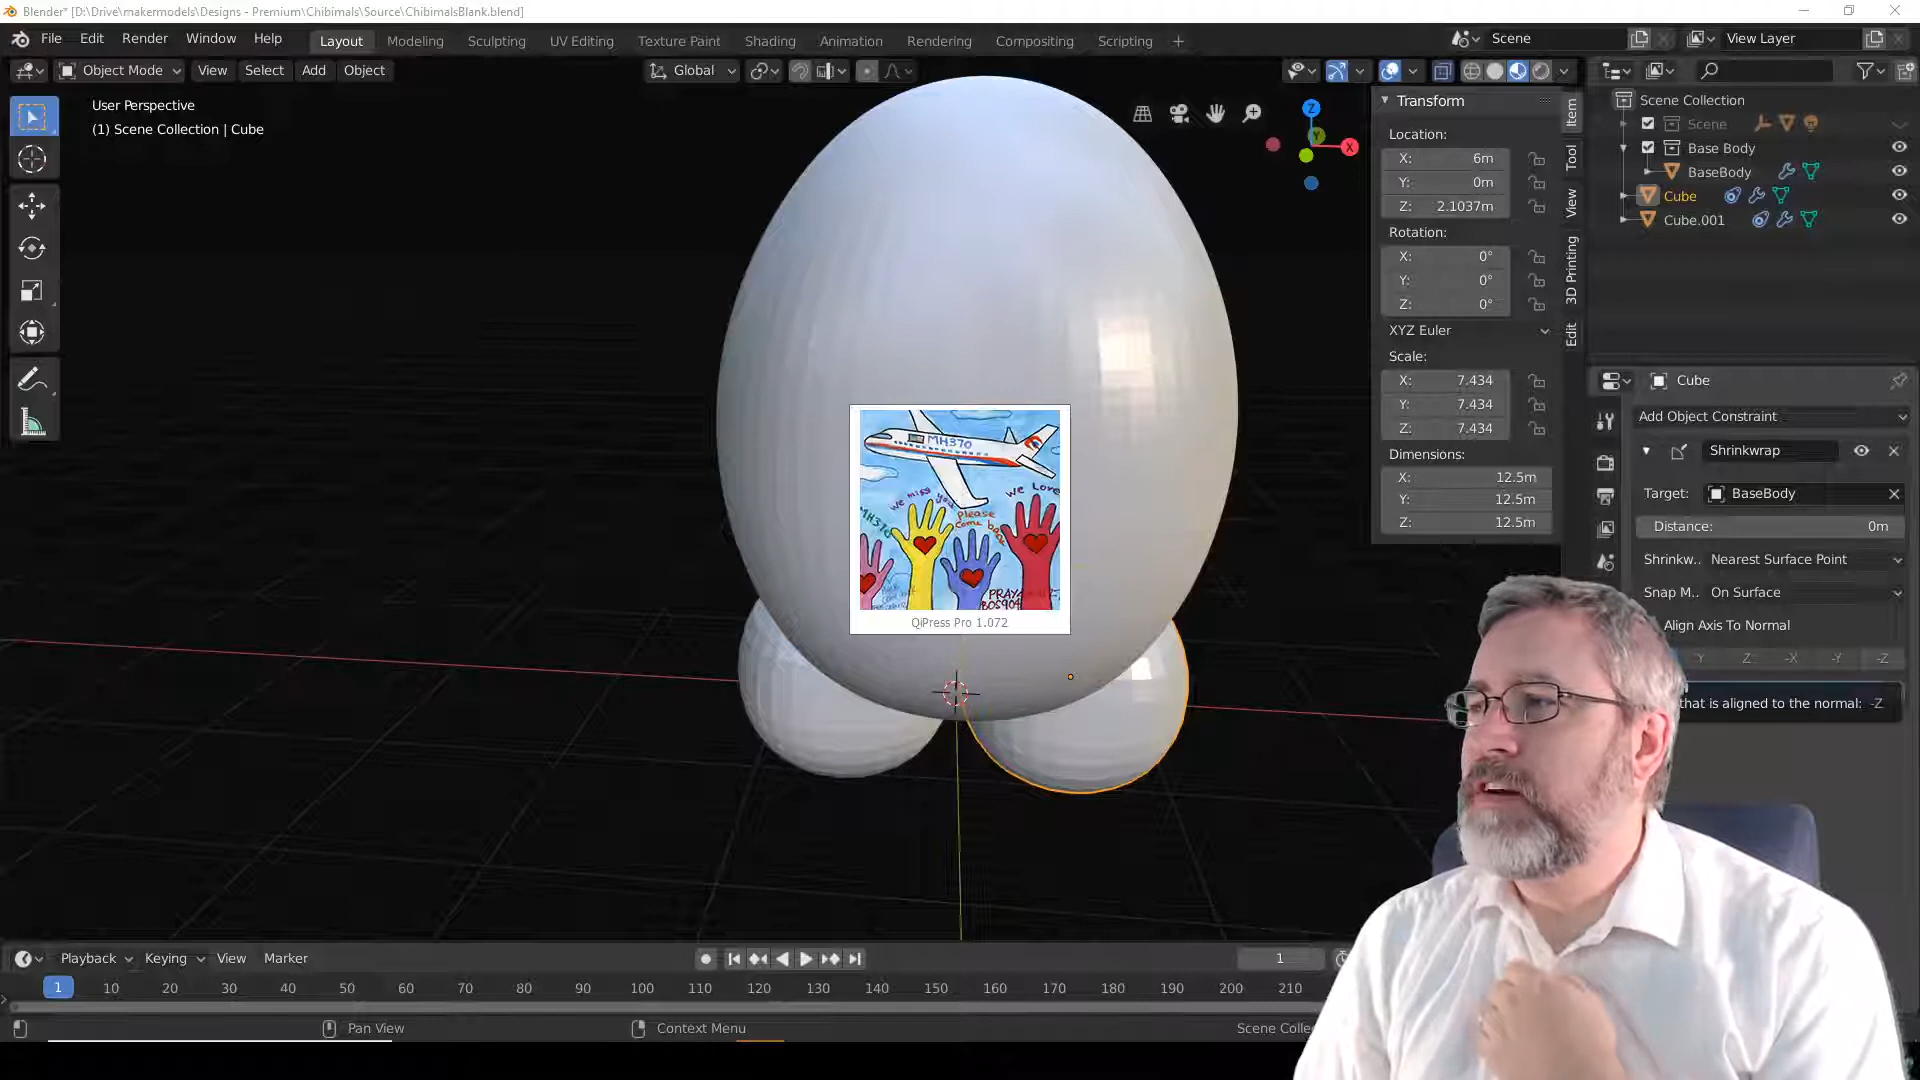 Blender* [D:\Drive\makermodels\Designs - Premium\Chibimals\Source\ChibimalsBlank.blend]
File Edit Render Window Help
Layout Modeling Sculpting UV Editing Texture Paint Shading Animation Rendering Compositing Scripting +
Scene
View Layer
Object Mode View Select Add Object
Global
User Perspective
(1) Scene Collection | Cube
Z
Y
X
Transform
Location:
X: 6m
Y: 0m
Z: 2.1037m
Rotation:
X: 0°
Y: 0°
Z: 0°
XYZ Euler
Scale:
X: 7.434
Y: 7.434
Z: 7.434
Dimensions:
X: 12.5m
Y: 12.5m
Z: 12.5m
Item
Tool
View
3D Printing
Edit
Scene Collection
Scene
Base Body
BaseBody
Cube
Cube.001
Cube
Add Object Constraint
Shrinkwrap
Target: BaseBody
Distance: 0m
Shrinkw.. Nearest Surface Point
Snap M.. On Surface
Align Axis To Normal
Y Z -X -Y -Z
that is aligned to the normal: -Z
MH370
we miss you
We Love
MH370
Please
come back
QiPress Pro 1.072
Playback Keying View Marker
1
1 10 20 30 40 50 60 70 80 90 100 110 120 130 140 150 160 170 180 190 200 210
Pan View
Context Menu
Scene Colle